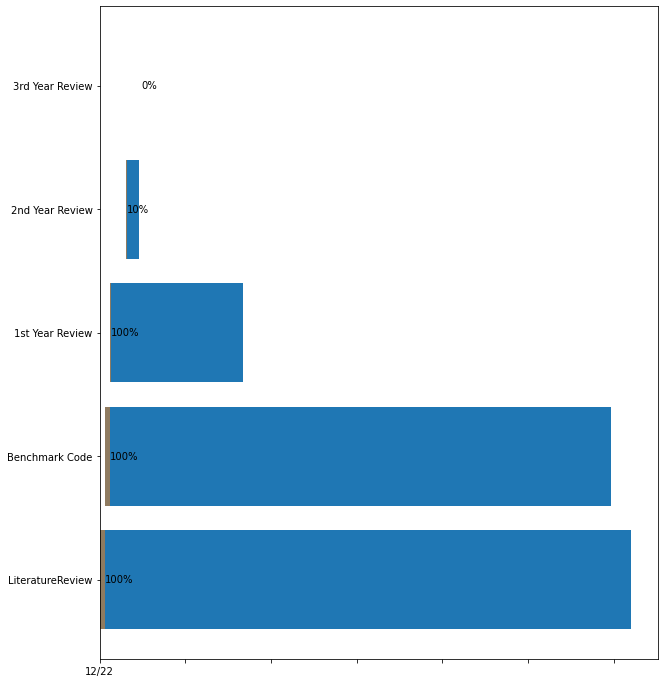 3rd Year Review
0%
2nd Year Review
10%
1st Year Review
100%
Benchmark Code
100%
LiteratureReview
100%
12/22